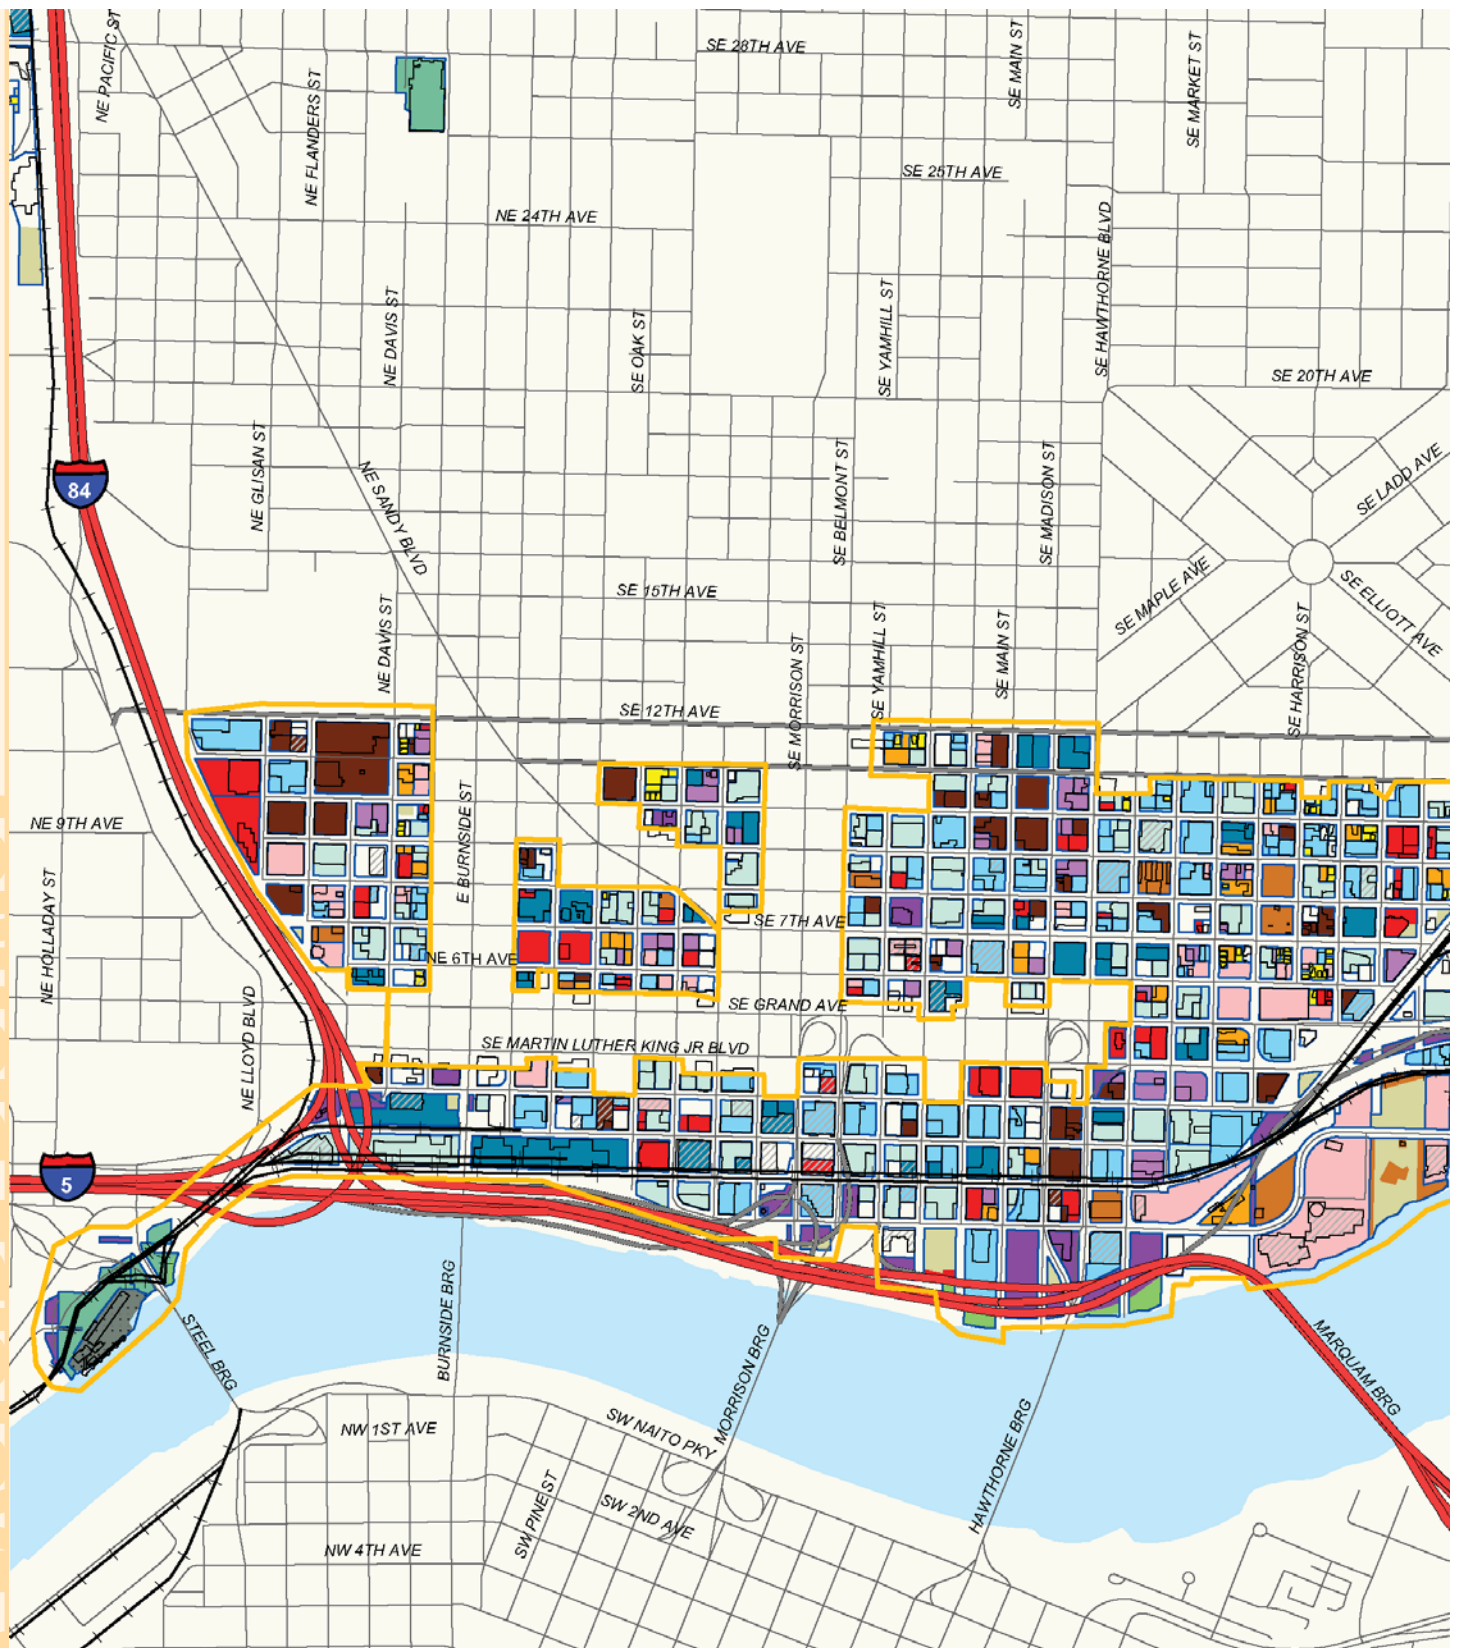 SE 28TH AVE
NE PACIFIC ST
SE MAIN ST
SE MARKET ST
NE FLANDERS ST
SE 25TH AVE
NE 24TH AVE
SE HAWTHORNE BLVD
NE DAVIS ST
SE OAK ST
SE YAMHILL ST
SE 20TH AVE
NE GLISAN ST
84
NE SANDY BLVD
SE BELMONT ST
SE MADISON ST
SE LADD AVE
SE 15TH AVE
SE MAPLE AVE
SE ELLIOTT AVE
NE DAVIS ST
SE MORRISON ST
SE YAMHILL ST
SE MAIN ST
SE HARRISON ST
SE 12TH AVE
NE 9TH AVE
E BURNSIDE ST
NE HOLLADAY ST
SE 7TH AVE
NE 6TH AVE
NE LLOYD BLVD
SE GRAND AVE
SE MARTIN LUTHER KING JR BLVD
5
STEEL BRG
BURNSIDE BRG
MORRISON BRG
HAWTHORNE BRG
MARQUAM BRG
NW 1ST AVE
SW NAITO PKY
SW PINE ST
SW 2ND AVE
NW 4TH AVE